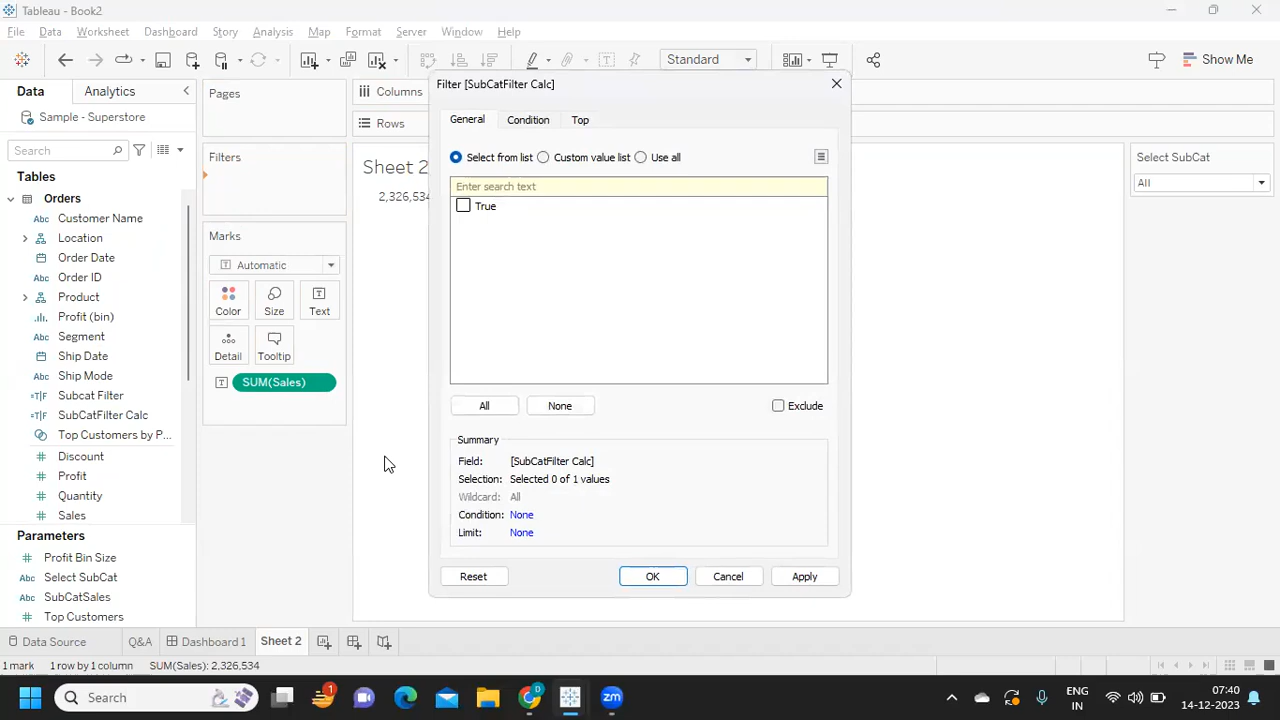 Tableau - Book2
File Data Worksheet Dashboard Story Analysis Map Format Server Window Help
Standard
Show Me
Data Analytics
Sample - Superstore
Search
Tables
Orders
Customer Name
Location
Order Date
Order ID
Product
Profit (bin)
Segment
Ship Date
Ship Mode
Subcat Filter
SubCatFilter Calc
Top Customers by P...
Discount
Profit
Quantity
Sales
Parameters
Profit Bin Size
Select SubCat
SubCatSales
Top Customers
Pages
Filters
Marks
Automatic
Color Size Text
Detail Tooltip
SUM(Sales)
Columns
Rows
Sheet 2
2,326,534
Filter [SubCatFilter Calc]
General Condition Top
Select from list Custom value list Use all
Enter search text
True
All None Exclude
Summary
Field: [SubCatFilter Calc]
Selection: Selected 0 of 1 values
Wildcard: All
Condition: None
Limit: None
Reset OK Cancel Apply
Select SubCat
All
Data Source Q&A Dashboard 1 Sheet 2
1 mark 1 row by 1 column SUM(Sales): 2,326,534
Search
1
ENG
IN
07:40
14-12-2023